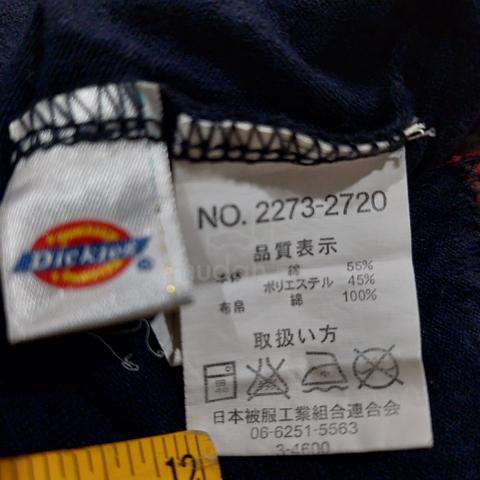 Dickies
NO. 2273-2720
品質表示
綿 55%
ポリエステル 45%
布帛 綿 100%
取扱い方
日本被服工業組合連合会
06-6251-5563
3-4600
12